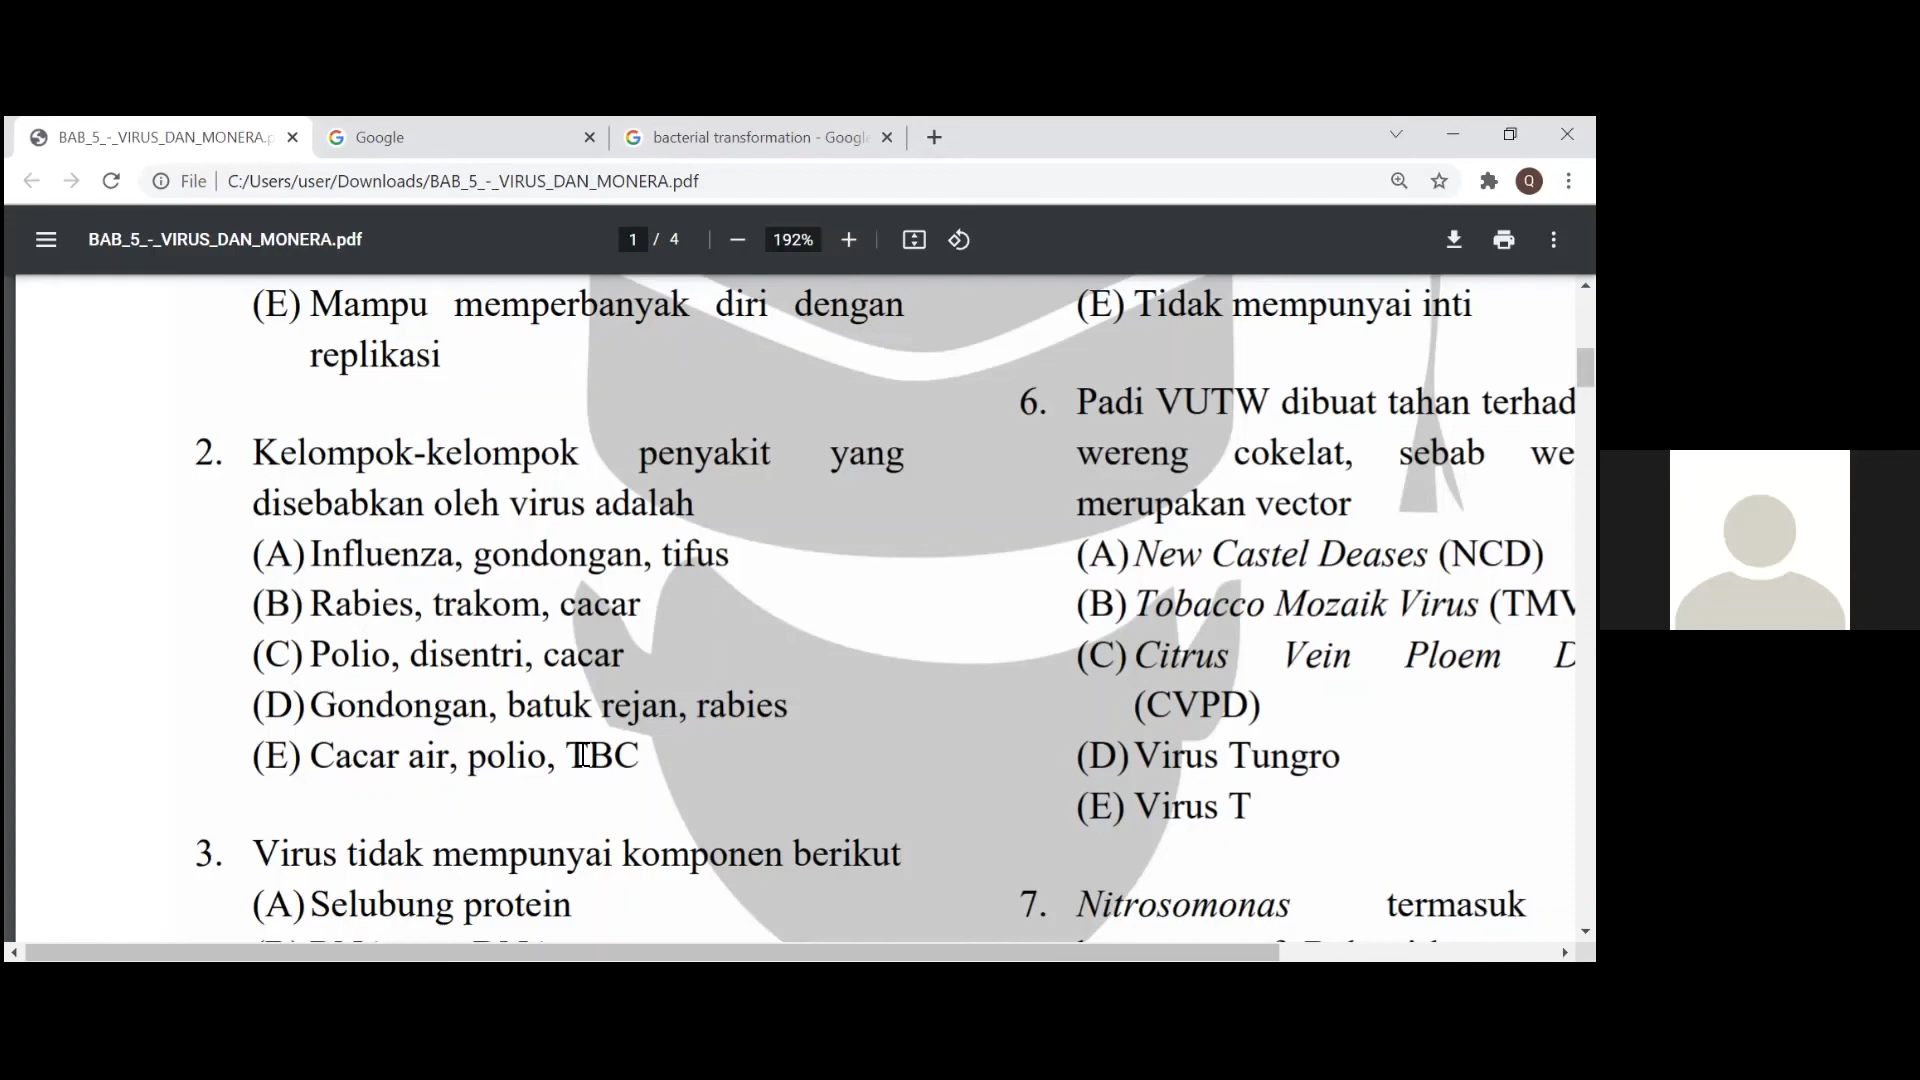 BAB_5_-_VIRUS_DAN_MONERA.p
Google
bacterial transformation - Google
File
C:/Users/user/Downloads/BAB_5_-_VIRUS_DAN_MONERA.pdf
Q
BAB_5_-_VIRUS_DAN_MONERA.pdf
1 / 4
192%
(E) Mampu memperbanyak diri dengan
replikasi
2. Kelompok-kelompok penyakit yang
disebabkan oleh virus adalah
(A) Influenza, gondongan, tifus
(B) Rabies, trakom, cacar
(C) Polio, disentri, cacar
(D) Gondongan, batuk rejan, rabies
(E) Cacar air, polio, TBC
3. Virus tidak mempunyai komponen berikut
(A) Selubung protein
(E) Tidak mempunyai inti
6. Padi VUTW dibuat tahan terhad
wereng cokelat, sebab we
merupakan vector
(A) New Castel Deases (NCD)
(B) Tobacco Mozaik Virus (TMV
(C) Citrus Vein Ploem D
(CVPD)
(D) Virus Tungro
(E) Virus T
7. Nitrosomonas termasuk